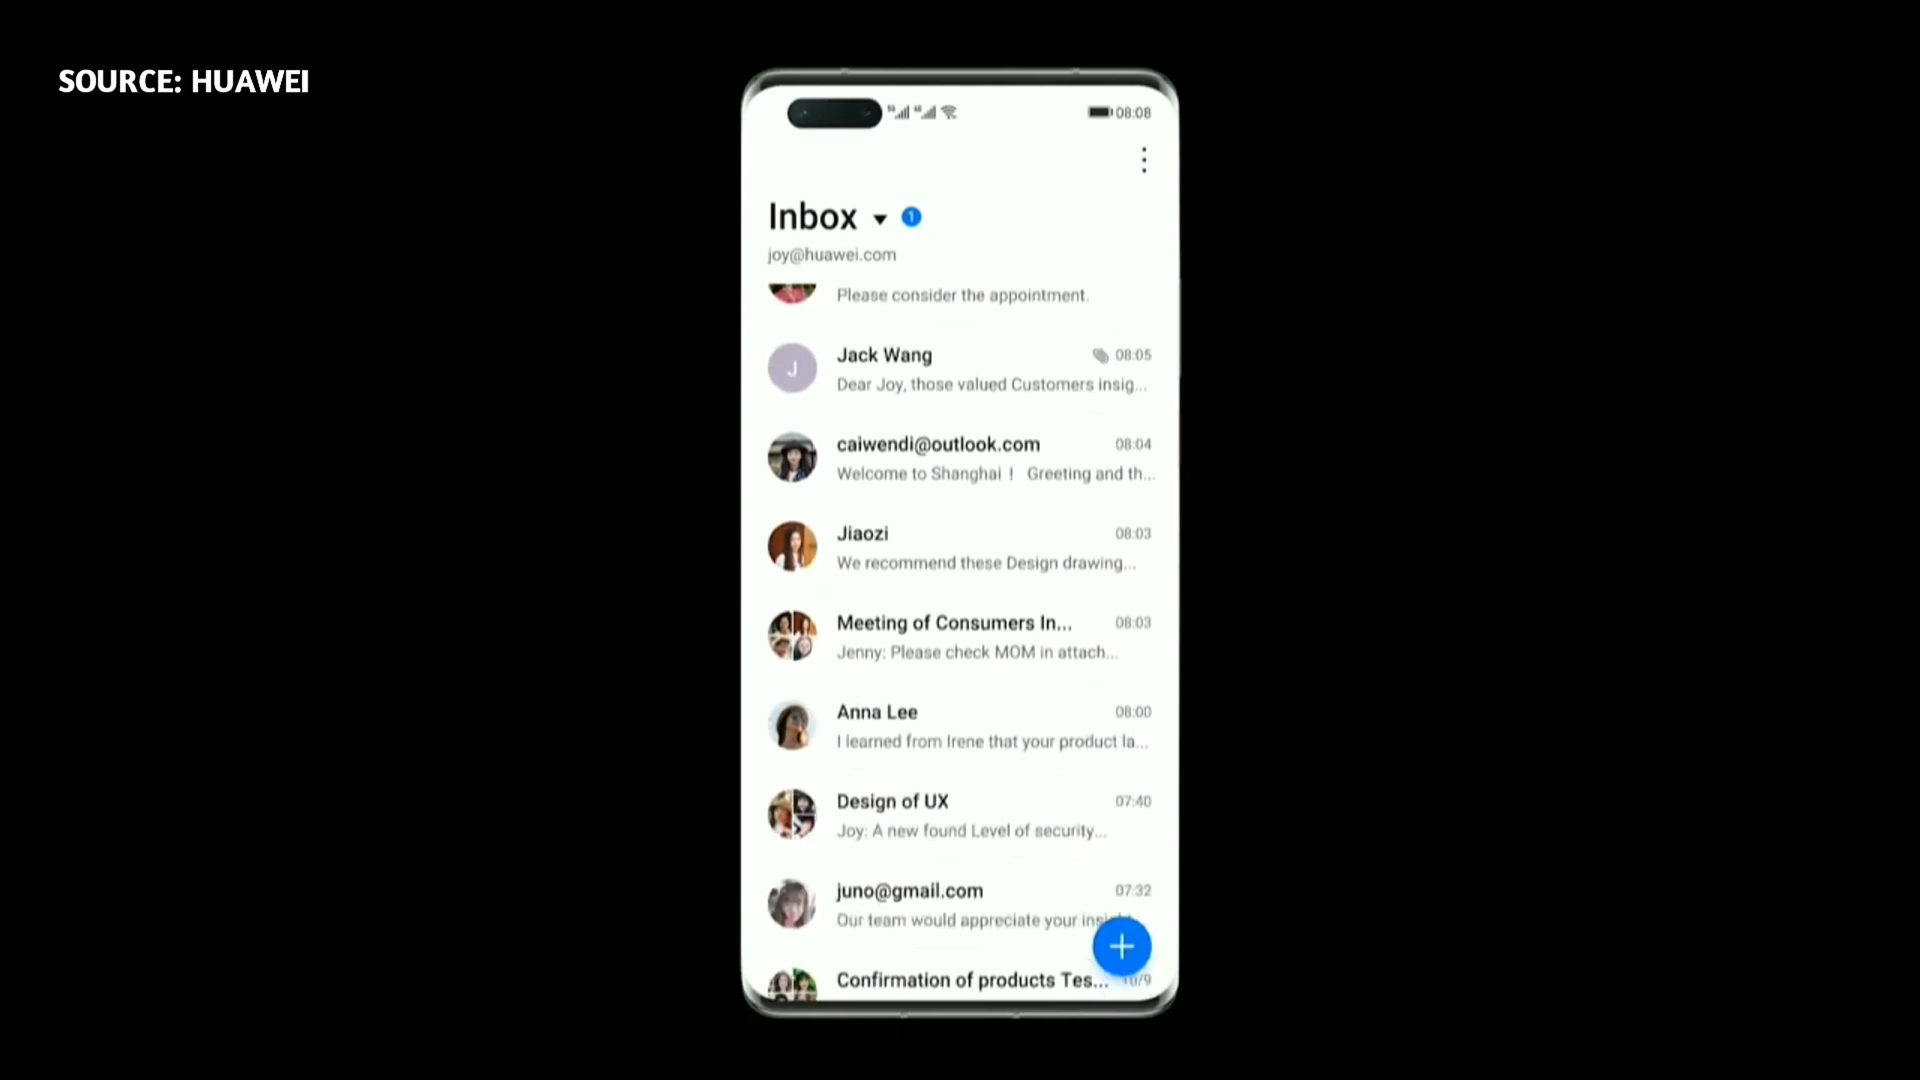 SOURCE: HUAWEI
08:08
Inbox 1
joy@huawei.com
Please consider the appointment.
J
Jack Wang 08:05
Dear Joy, those valued Customers insig...
caiwendi@outlook.com 08:04
Welcome to Shanghai ! Greeting and th...
Jiaozi 08:03
We recommend these Design drawing...
Meeting of Consumers In... 08:03
Jenny: Please check MOM in attach...
Anna Lee 08:00
I learned from Irene that your product la...
Design of UX 07:40
Joy: A new found Level of security...
juno@gmail.com 07:32
Our team would appreciate your
Confirmation of products Tes... 10/9